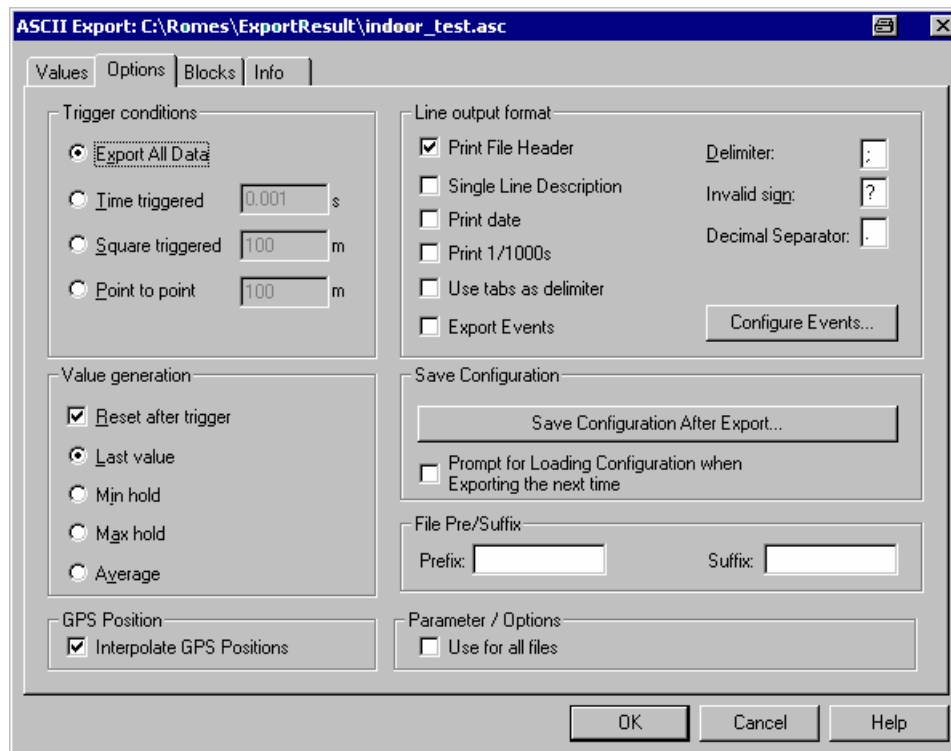 ASCII Export: C:\Romes\ExportResult\indoor_test.asc
Values Options Blocks Info
Trigger conditions
Export All Data
Time triggered 0.001 s
Square triggered 100 m
Point to point 100 m
Line output format
Print File Header
Single Line Description
Print date
Print 1/1000s
Use tabs as delimiter
Export Events
Delimiter: ;
Invalid sign: ?
Decimal Separator: .
Configure Events...
Value generation
Reset after trigger
Last value
Min hold
Max hold
Average
Save Configuration
Save Configuration After Export...
Prompt for Loading Configuration when
Exporting the next time
File Pre/Suffix
Prefix: Suffix:
GPS Position
Interpolate GPS Positions
Parameter / Options
Use for all files
OK Cancel Help